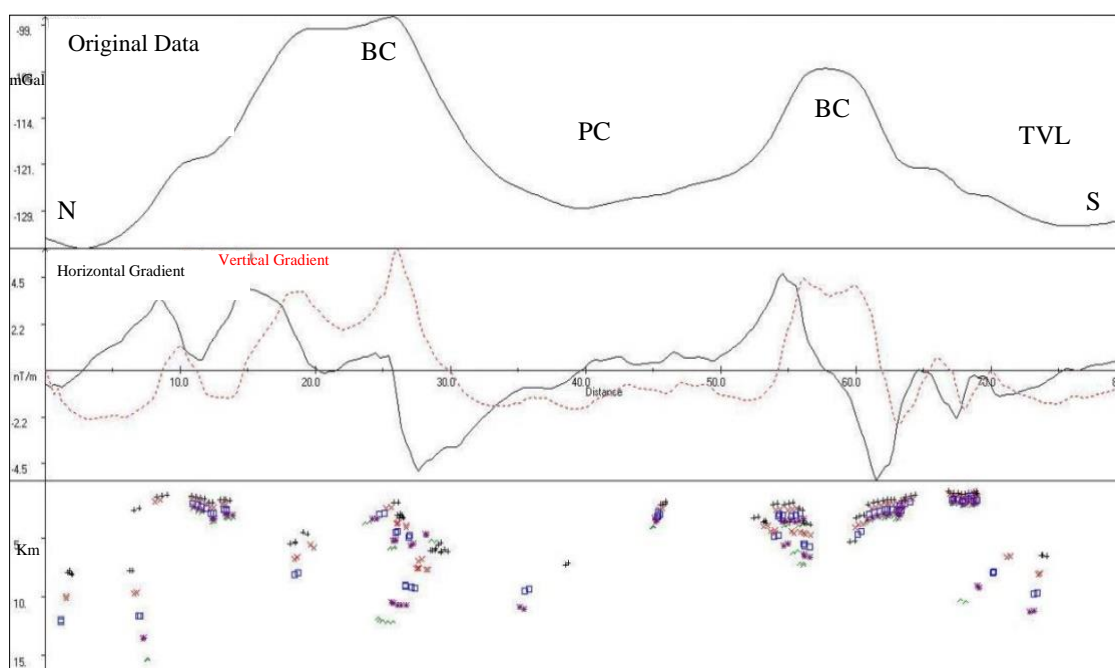 -99.
Original Data
BC
mGal
-114.
PC
BC
TVL
-121.
-129.
N
S
Horizontal Gradient
Vertical Gradient
4.5
2.2
nT/m
10.0
20.0
30.0
40.0
50.0
60.0
Distance
-2.2
-4.5
Km
10.
15.